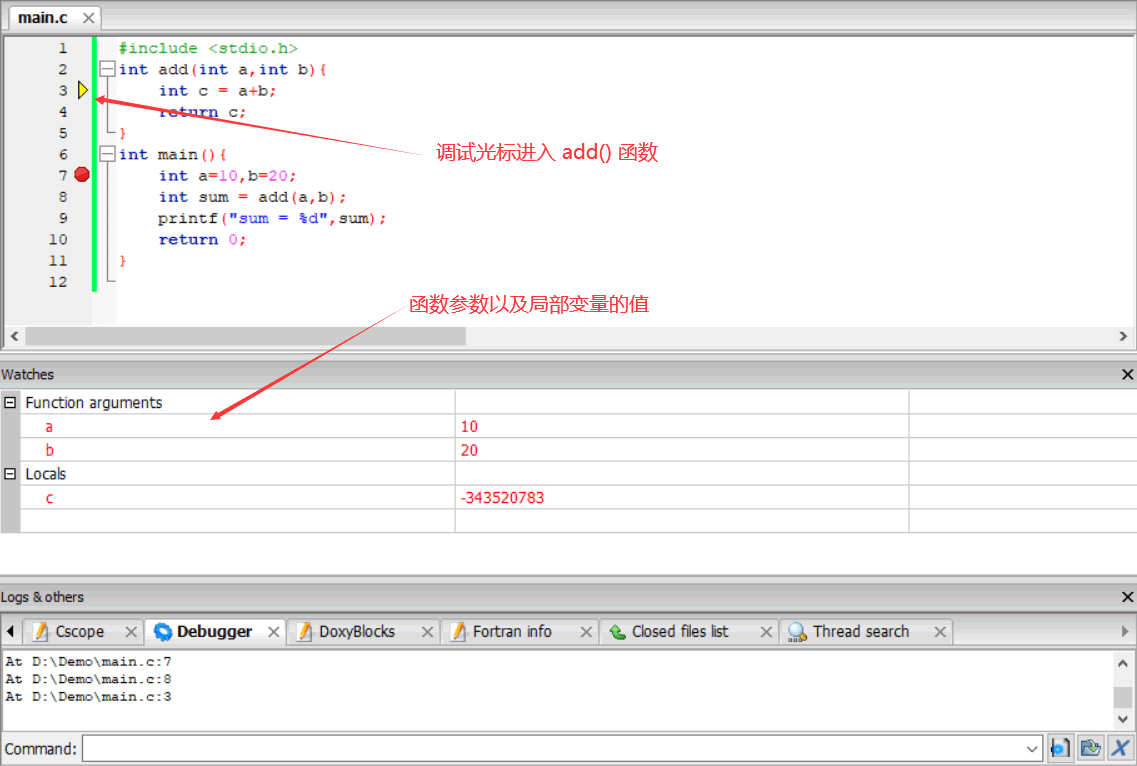 main.c
1 #include <stdio.h>
2 int add(int a,int b){
3 int c = a+b;
4 return c;
5 }
6 int main(){
7 int a=10,b=20;
8 int sum = add(a,b);
9 printf("sum = %d",sum);
10 return 0;
11 }
12
调试光标进入 add() 函数
函数参数以及局部变量的值
Watches
Function arguments
a 10
b 20
Locals
c -343520783
Logs & others
Cscope Debugger DoxyBlocks Fortran info Closed files list Thread search
At D:\Demo\main.c:7
At D:\Demo\main.c:8
At D:\Demo\main.c:3
Command: